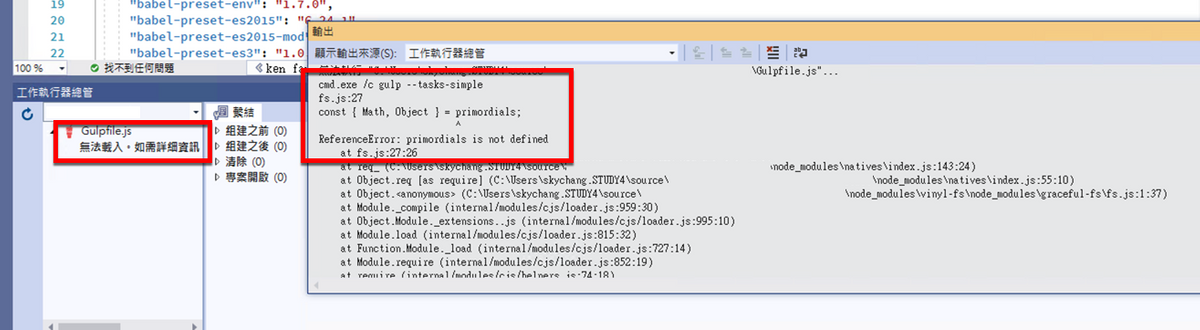 19 "babel-preset-env": "1.7.0",
20 "babel-preset-es2015": "6.24.1"
21 "babel-preset-es2015-mod"
22 "babel-preset-es3": "1.0
100 %
找不到任何問題
ken fa
工作執行器總管
Gulpfile.js
無法載入。如需詳細資訊
繫結
組建之前 (0)
組建之後 (0)
清除 (0)
專案開啟 (0)
輸出
顯示輸出來源(S):
工作執行器總管
\Gulpfile.js"...
cmd.exe /c gulp --tasks-simple
fs.js:27
const { Math, Object } = primordials;
^
ReferenceError: primordials is not defined
at fs.js:27:26
at req_ (C:\Users\skychang.STUDY4\source\ \node_modules\natives\index.js:143:24)
at Object.req [as require] (C:\Users\skychang.STUDY4\source\ \node_modules\natives\index.js:55:10)
at Object.<anonymous> (C:\Users\skychang.STUDY4\source\ \node_modules\vinyl-fs\node_modules\graceful-fs\fs.js:1:37)
at Module._compile (internal/modules/cjs/loader.js:959:30)
at Object.Module._extensions..js (internal/modules/cjs/loader.js:995:10)
at Module.load (internal/modules/cjs/loader.js:815:32)
at Function.Module._load (internal/modules/cjs/loader.js:727:14)
at Module.require (internal/modules/cjs/loader.js:852:19)
at require (internal/modules/cjs/helpers.js:74:18)